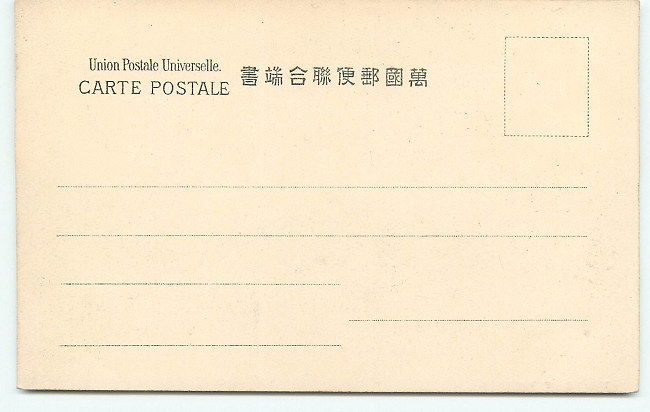 Union Postale Universelle.
CARTE POSTALE
萬國郵便聯合端書